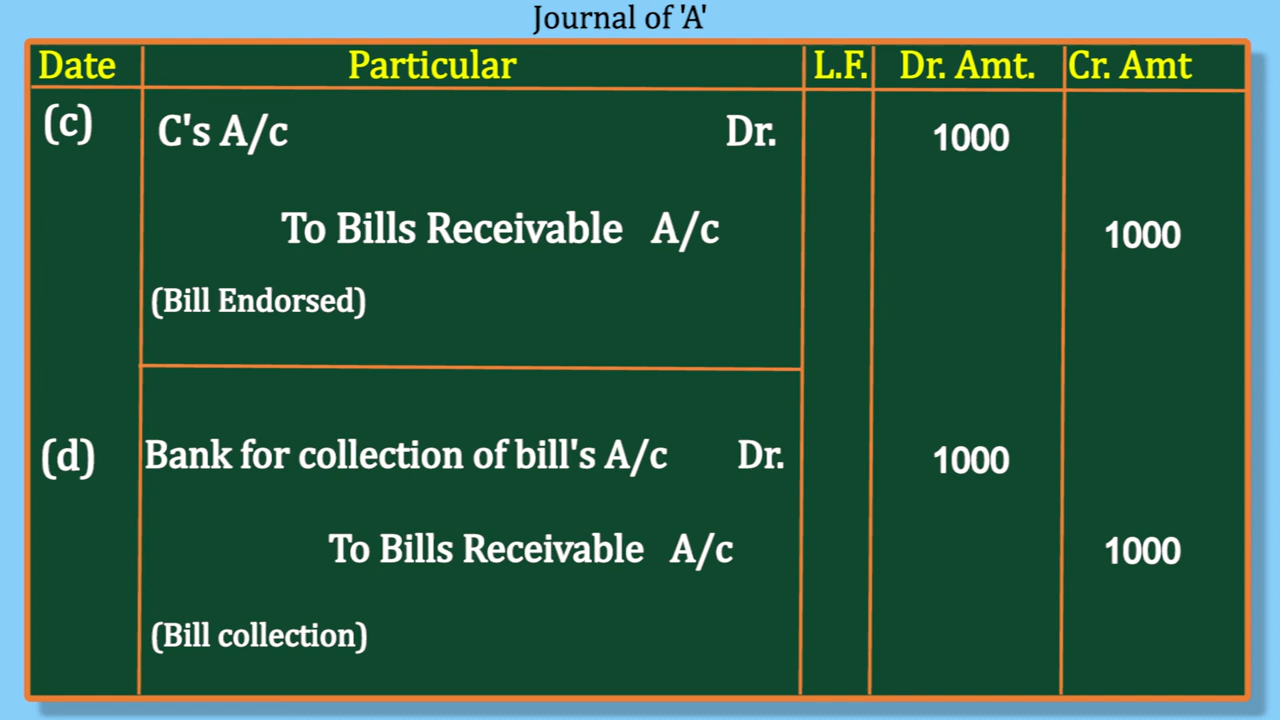 Journal of 'A'
Date Particular L.F. Dr. Amt. Cr. Amt
(c) C's A/c Dr. 1000
To Bills Receivable A/c 1000
(Bill Endorsed)
(d) Bank for collection of bill's A/c Dr. 1000
To Bills Receivable A/c 1000
(Bill collection)